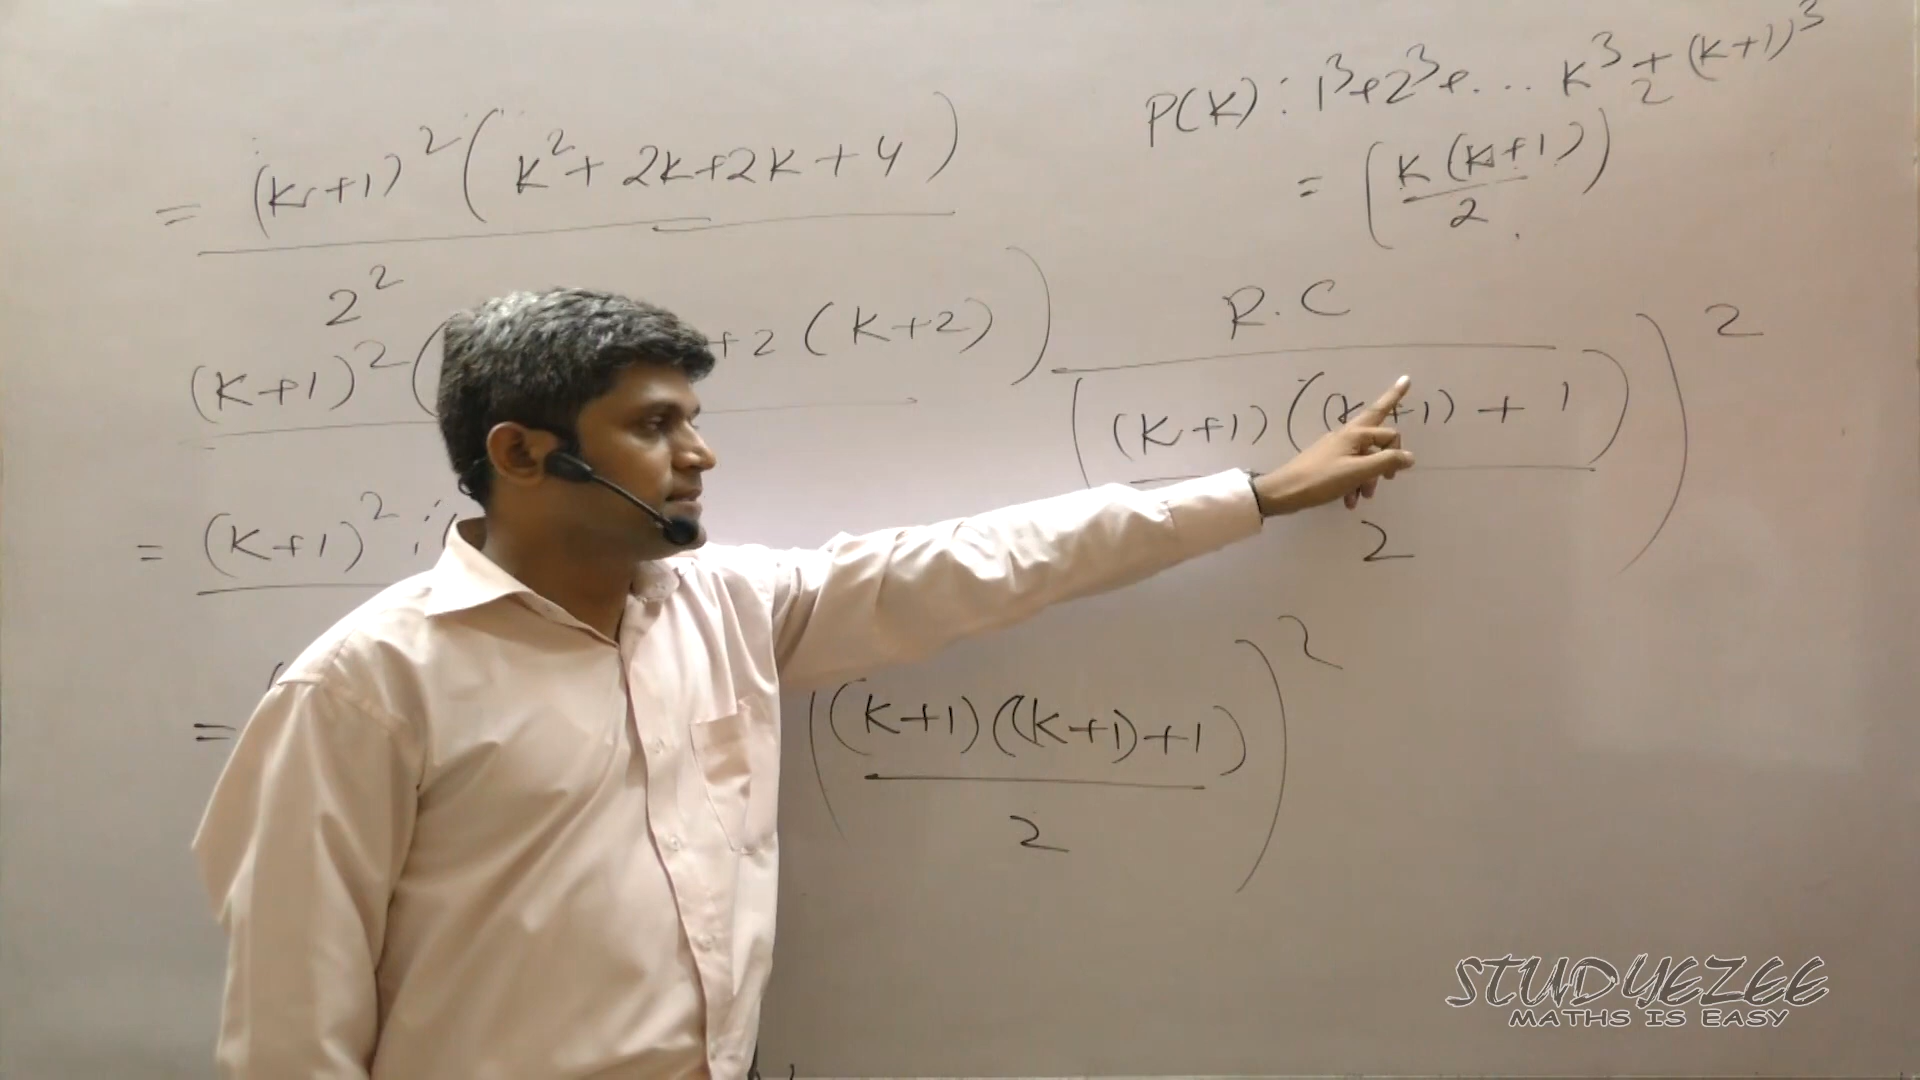 = (k+1)² (k² + 2k+2k + 4)
2²
(k+1)² ( +2 (k+2))
= (k+1)²
=
P(K) : 1³+2³+... k³ + (k+1)³
= (k (k+1))²
2
R.C
((k+1) ((k+1) + 1))²
2
((k+1)((k+1)+1))²
2
STUDYEZEE
MATHS IS EASY